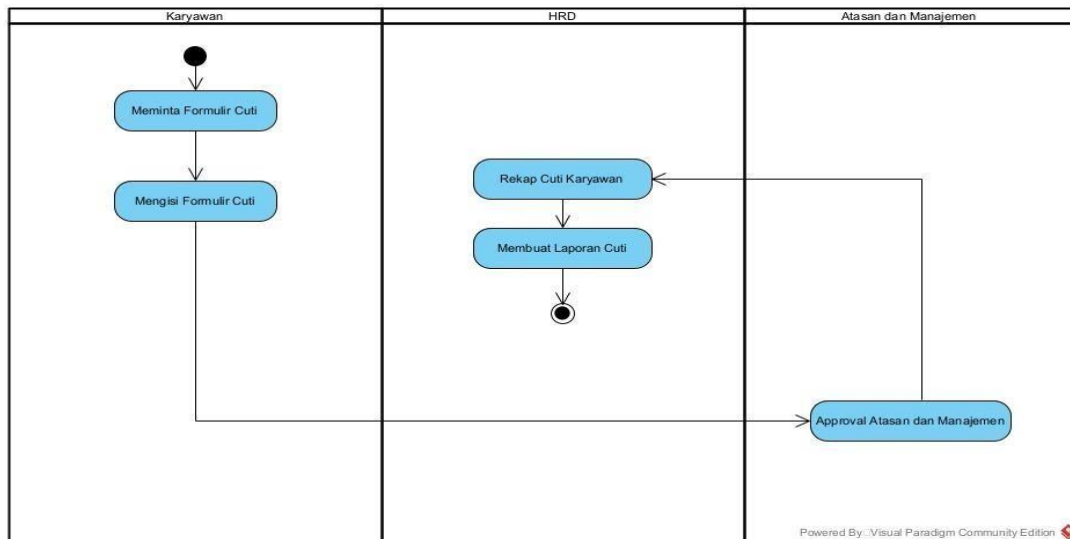 Karyawan
HRD
Atasan dan Manajemen
Meminta Formulir Cuti
Mengisi Formulir Cuti
Rekap Cuti Karyawan
Membuat Laporan Cuti
Approval Atasan dan Manajemen
Powered By Visual Paradigm Community Edition